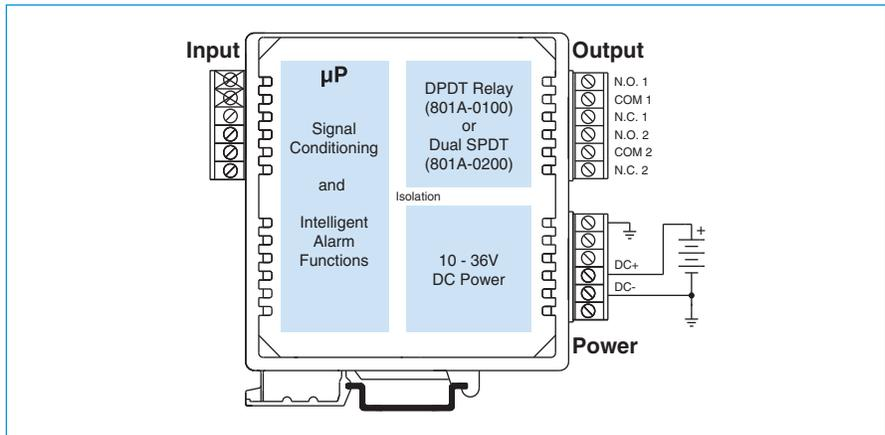 Input
Output
µP
Signal
Conditioning
and
Intelligent
Alarm
Functions
DPDT Relay
(801A-0100)
or
Dual SPDT
(801A-0200)
Isolation
10 - 36V
DC Power
N.O. 1
COM 1
N.C. 1
N.O. 2
COM 2
N.C. 2
+
DC+
DC-
Power